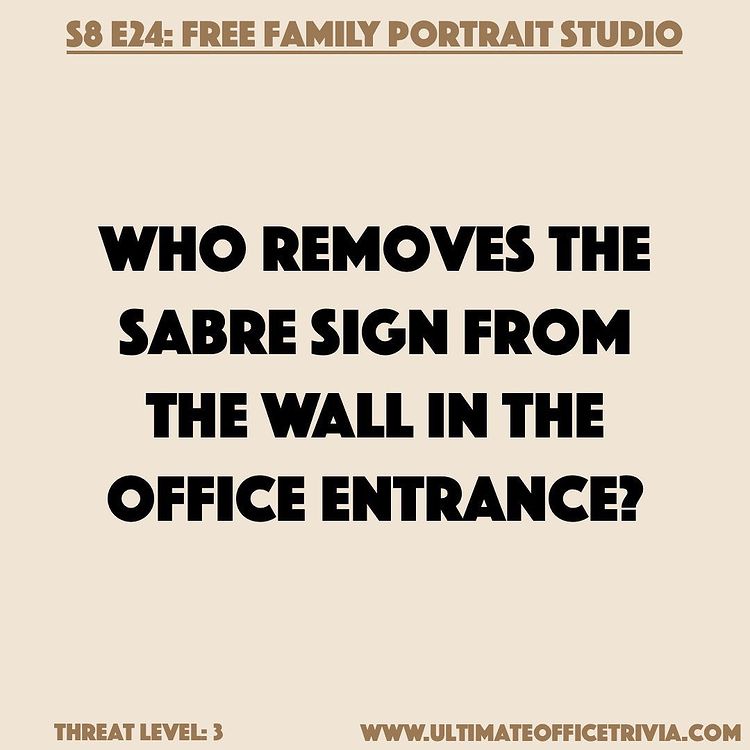 S8 E24: FREE FAMILY PORTRAIT STUDIO
WHO REMOVES THE
SABRE SIGN FROM
THE WALL IN THE
OFFICE ENTRANCE?
THREAT LEVEL: 3
WWW.ULTIMATEOFFICETRIVIA.COM